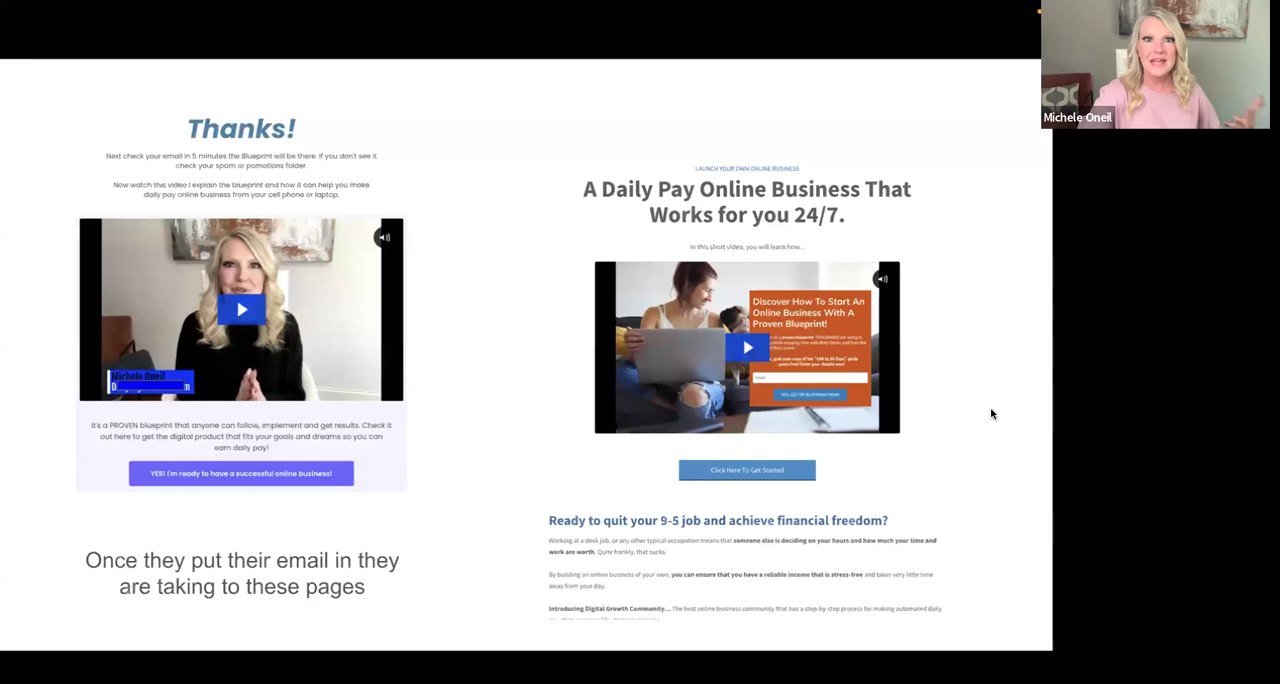 Michele Oneil
Thanks!
Next check your email in 5 minutes the Blueprint will be there. If you don't see it
check your spam or pomotions folder.
Now watch this video I explain the blueprint and how it can help you make
daily pay online business from your cell phone or laptop.
Michele Oneil
It's a PROVEN blueprint that anyone can follow, implement and get results. Check it
out here to get the digital product that fits your goals and dreams so you can
earn daily pay!
YES! I'm ready to have a successful online business!
Once they put their email in they
are taking to these pages
LAUNCH YOUR OWN ONLINE BUSINESS
A Daily Pay Online Business That
Works for you 24/7.
In this short video, you will learn how...
Discover How To Start An
Online Business With A
Proven Blueprint!
YES, GET MY BLUEPRINT NOW!
Click Here To Get Started
Ready to quit your 9-5 job and achieve financial freedom?
Working at a desk job, or any other typical occupation means that someone else is deciding on your hours and how much your time and
work are worth. Quite frankly, that sucks.
By building an online business of your own, you can ensure that you have a reliable income that is stress-free and takes very little time
away from your day.
Introducing Digital Growth Community.... The best online business community that has a step-by-step process for making automated daily